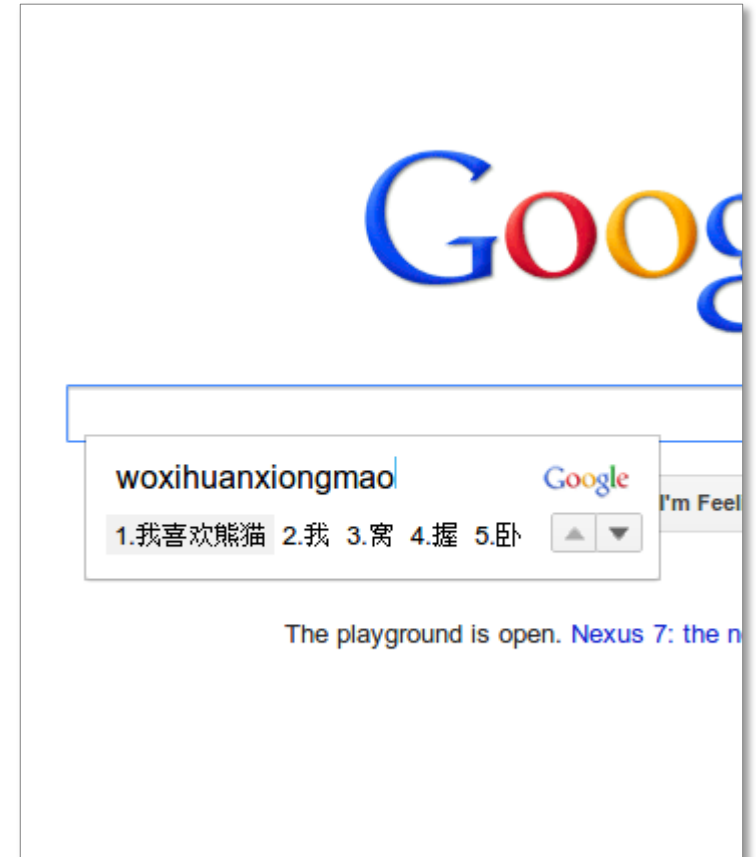 Goog
woxihuanxiongmao Google
1.我喜欢熊猫 2.我 3.窝 4.握 5.卧
I'm Feel
The playground is open. Nexus 7: the n